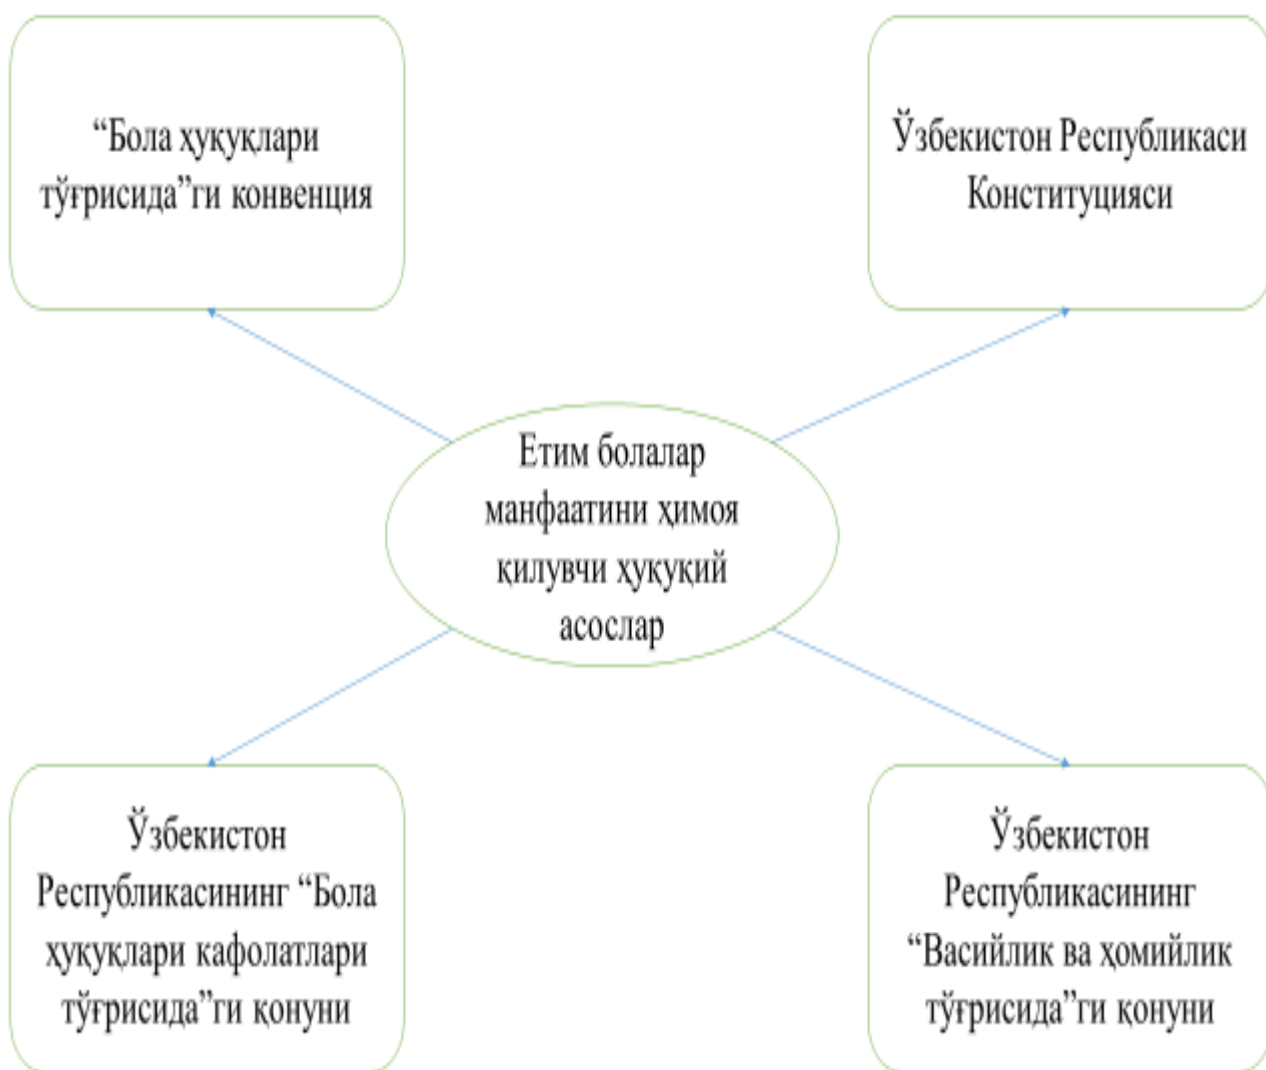 “Бола ҳуқуқлари
тўғрисида”ги конвенция
Ўзбекистон Республикаси
Конституцияси
Етим болалар
манфаатини ҳимоя
қилувчи ҳуқуқий
асослар
Ўзбекистон
Республикасининг “Бола
ҳуқуқлари кафолатлари
тўғрисида”ги қонуни
Ўзбекистон
Республикасининг
“Васийлик ва ҳомийлик
тўғрисида”ги қонуни